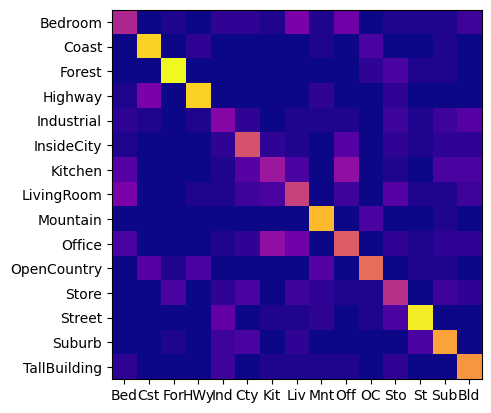 Bedroom
Coast
Forest
Highway
Industrial
InsideCity
Kitchen
LivingRoom
Mountain
Office
OpenCountry
Store
Street
Suburb
TallBuilding
Bed Cst For HWy Ind Cty Kit Liv Mnt Off OC Sto St Sub Bld